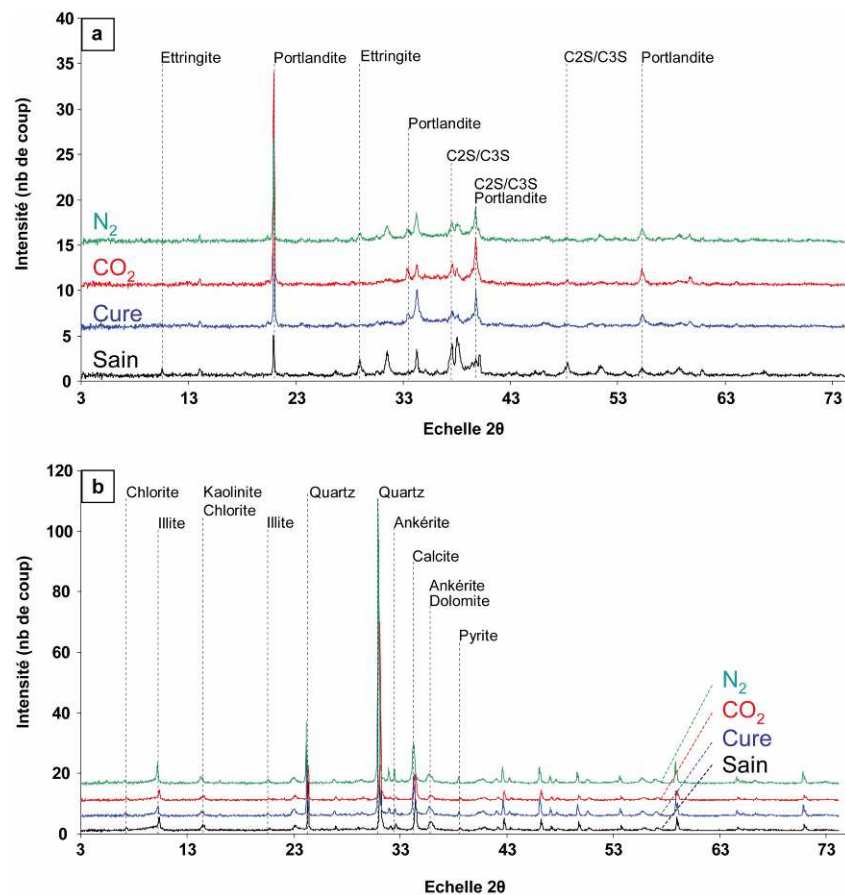 a
Intensité (nb de coup)
40
35
30
25
20
15
10
5
0
Ettringite
Portlandite
Ettringite
C2S/C3S
Portlandite
Portlandite
C2S/C3S
C2S/C3S
Portlandite
N₂
CO₂
Cure
Sain
3 13 23 33 43 53 63 73
Echelle 2θ
b
Intensité (nb de coup)
120
100
80
60
40
20
0
Chlorite
Kaolinite
Chlorite
Quartz
Quartz
Illite
Illite
Ankérite
Calcite
Ankérite
Dolomite
Pyrite
N₂
CO₂
Cure
Sain
3 13 23 33 43 53 63 73
Echelle 2θ